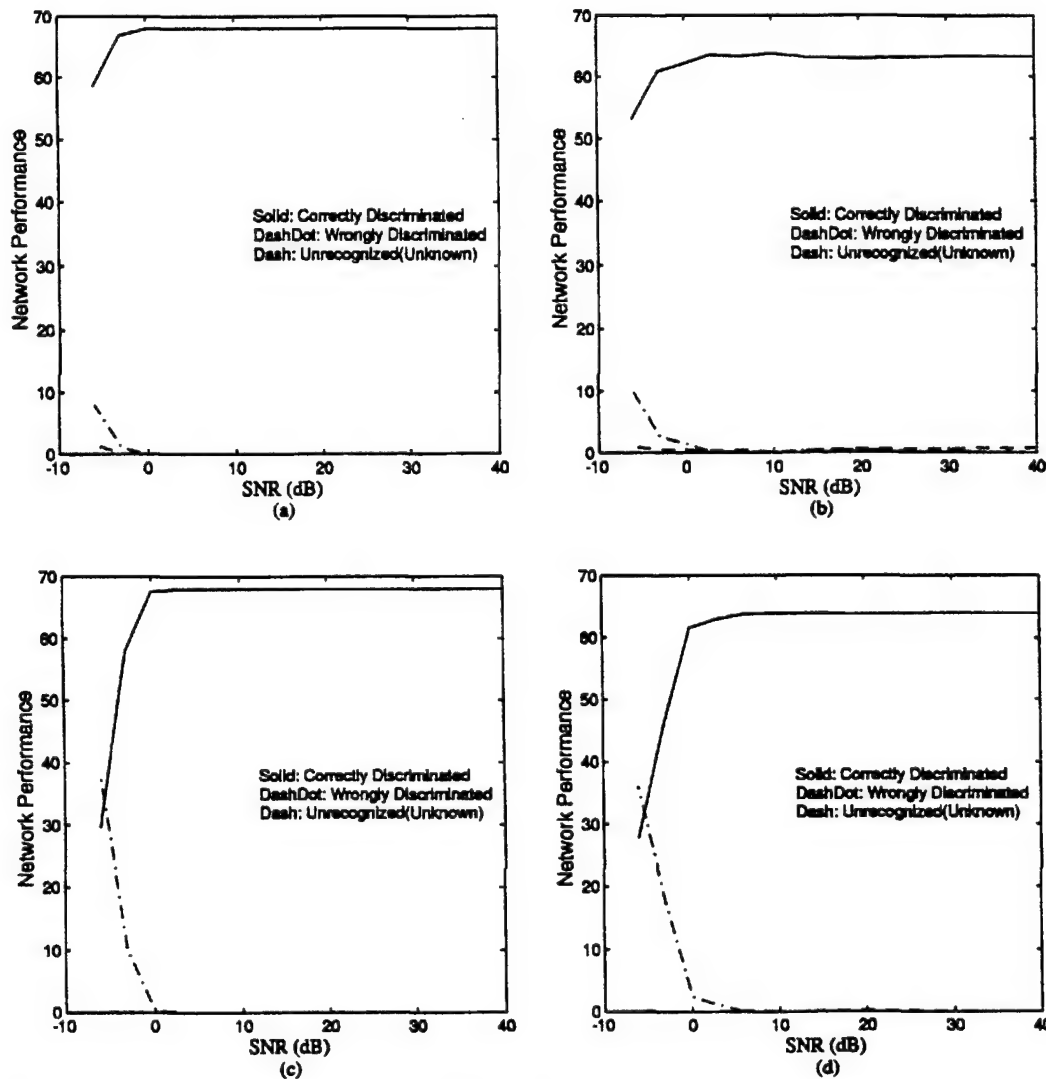 70
60
50
40
30
20
10
0
Network Performance
Solid: Correctly Discriminated
DashDot: Wrongly Discriminated
Dash: Unrecognized(Unknown)
-10 0 10 20 30 40
SNR (dB)
(a)
70
60
50
40
30
20
10
0
Network Performance
Solid: Correctly Discriminated
DashDot: Wrongly Discriminated
Dash: Unrecognized(Unknown)
-10 0 10 20 30 40
SNR (dB)
(b)
70
60
50
40
30
20
10
0
Network Performance
Solid: Correctly Discriminated
DashDot: Wrongly Discriminated
Dash: Unrecognized(Unknown)
-10 0 10 20 30 40
SNR (dB)
(c)
70
60
50
40
30
20
10
0
Network Performance
Solid: Correctly Discriminated
DashDot: Wrongly Discriminated
Dash: Unrecognized(Unknown)
-10 0 10 20 30 40
SNR (dB)
(d)